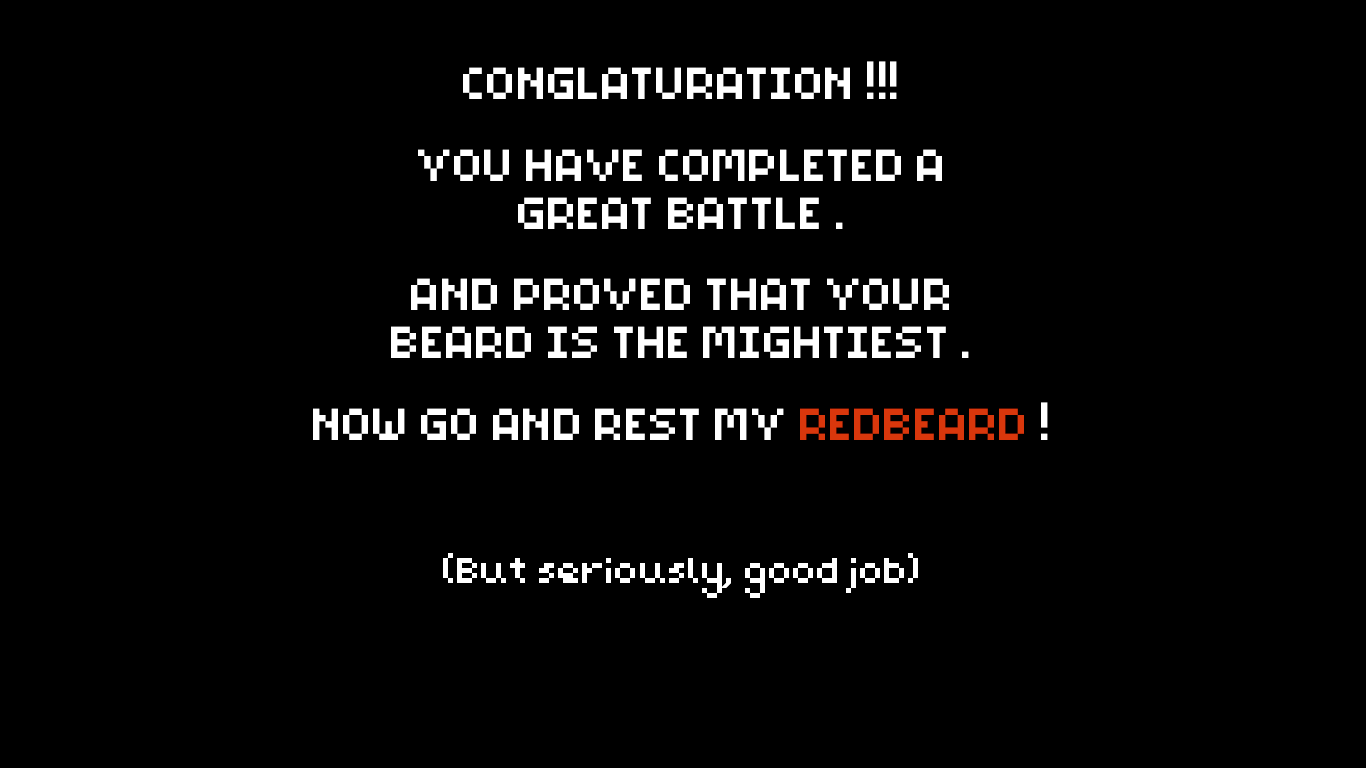 CONGLATURATION !!!
YOU HAVE COMPLETED A
GREAT BATTLE .
AND PROVED THAT YOUR
BEARD IS THE MIGHTIEST .
NOW GO AND REST MY REDBEARD !
(But seriously, good job)